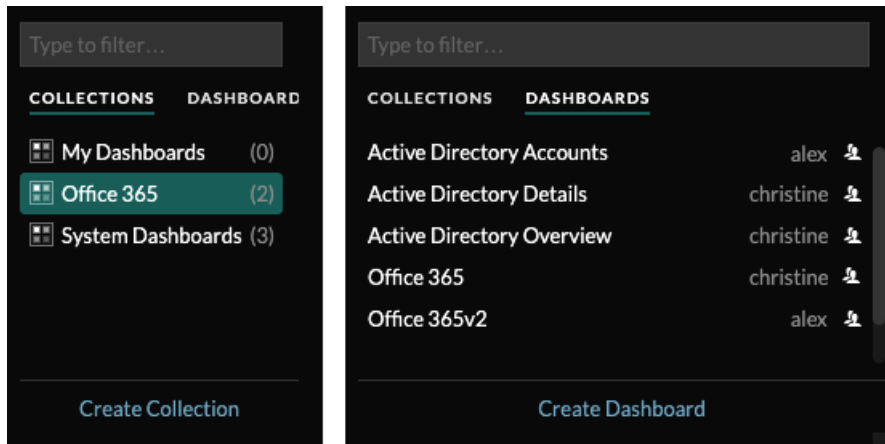 Type to filter...
COLLECTIONS DASHBOARD
My Dashboards (0)
Office 365 (2)
System Dashboards (3)
Create Collection
Type to filter...
COLLECTIONS DASHBOARDS
Active Directory Accounts alex
Active Directory Details christine
Active Directory Overview christine
Office 365 christine
Office 365v2 alex
Create Dashboard